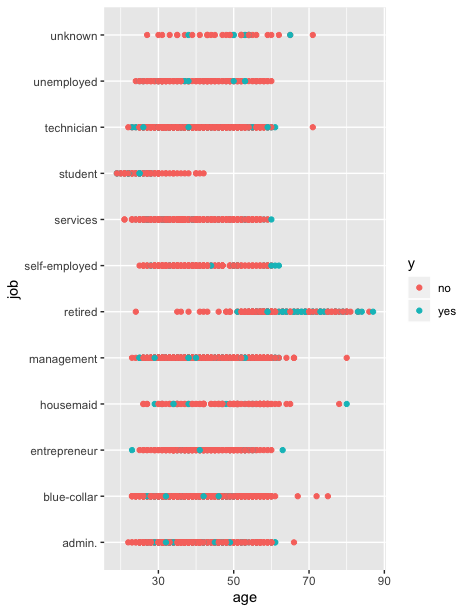 unknown
unemployed
technician
student
services
self-employed
retired
management
housemaid
entrepreneur
blue-collar
admin.
job
30
50
70
90
age
y
no
yes